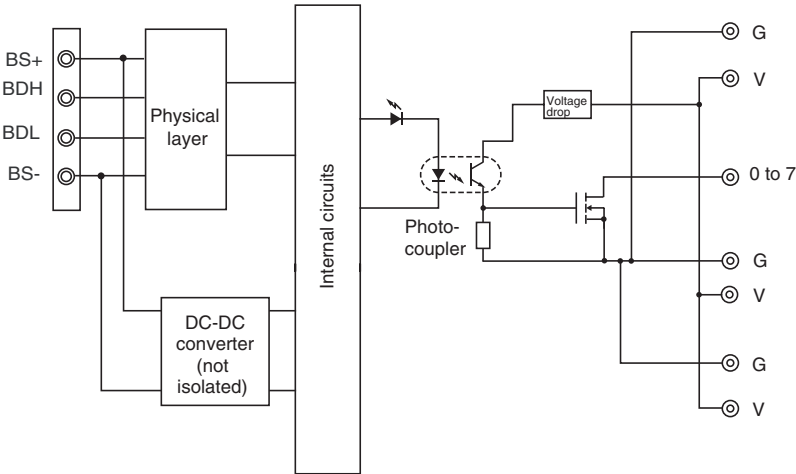 BS+
BDH
BDL
BS-
Physical
layer
DC-DC
converter
(not
isolated)
Internal circuits
Photo-
coupler
Voltage
drop
G
V
0 to 7
G
V
G
V